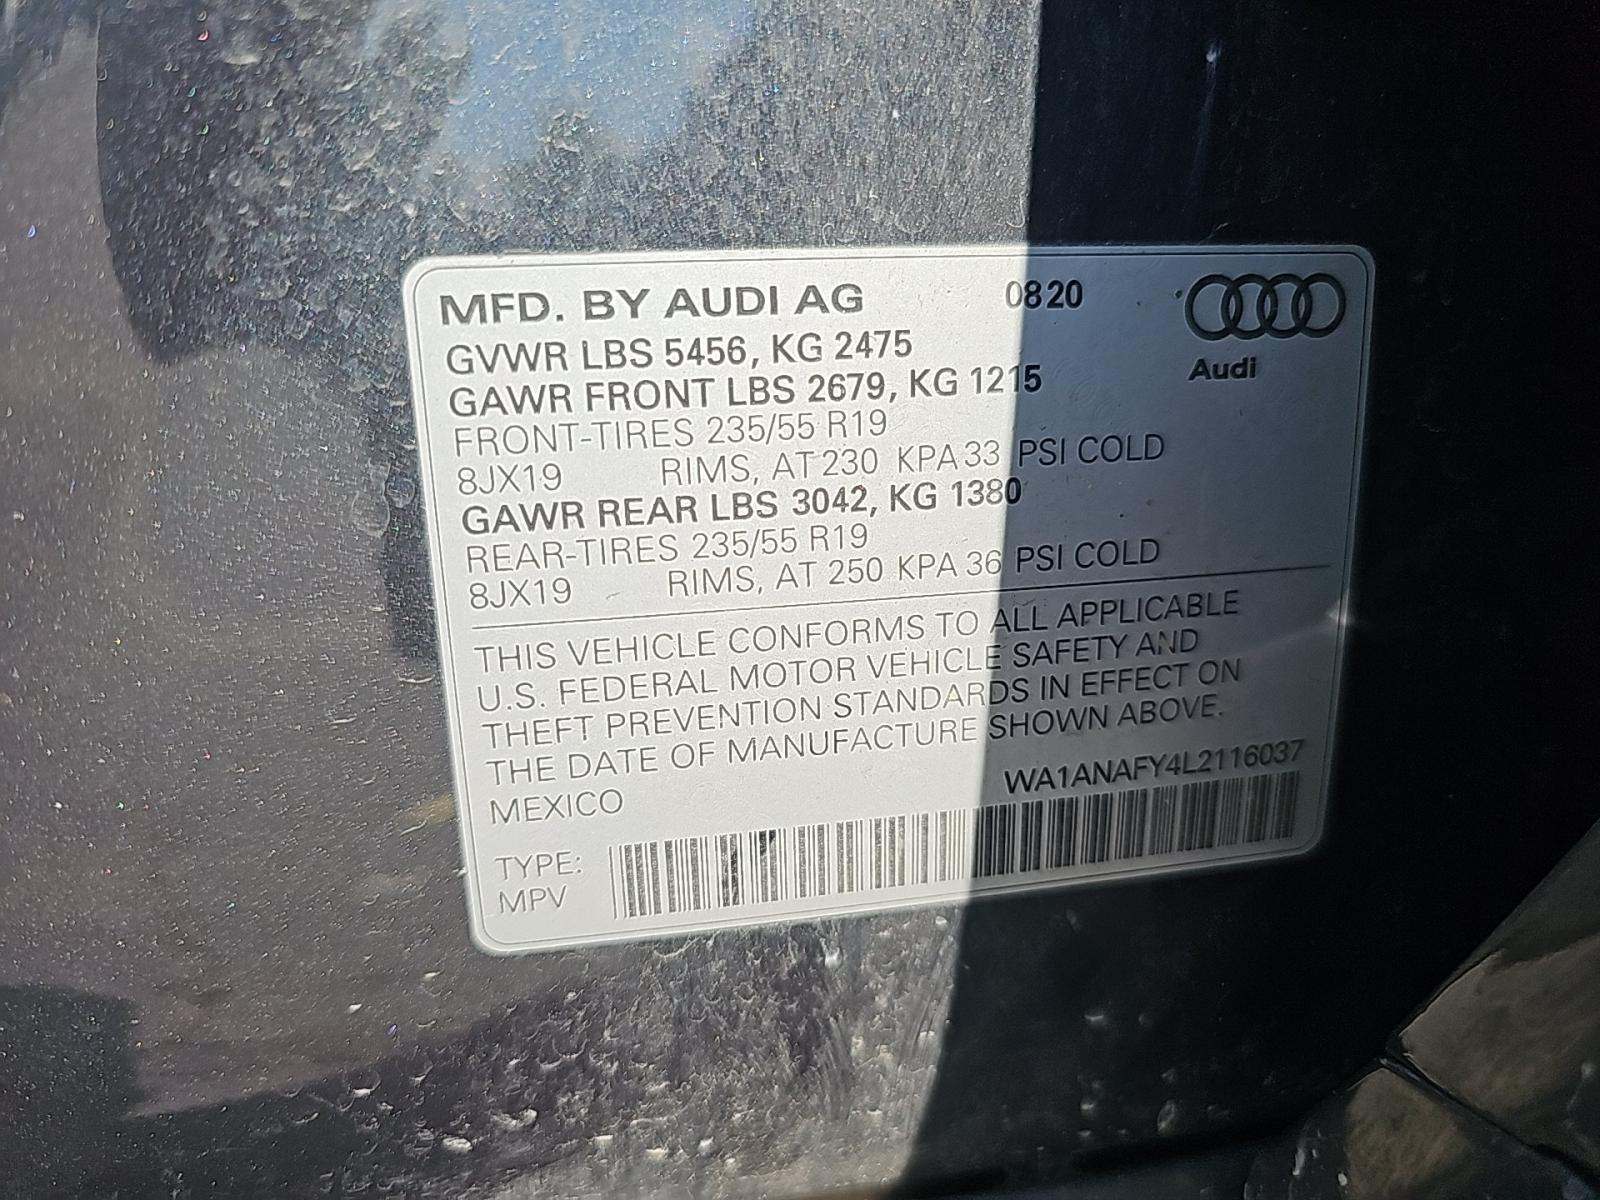 MFD. BY AUDI AG 0820
GVWR LBS 5456, KG 2475
Audi
GAWR FRONT LBS 2679, KG 1215
FRONT-TIRES 235/55 R19
8JX19 RIMS, AT 230 KPA 33 PSI COLD
GAWR REAR LBS 3042, KG 1380
REAR-TIRES 235/55 R19
8JX19 RIMS, AT 250 KPA 36 PSI COLD
THIS VEHICLE CONFORMS TO ALL APPLICABLE
U.S. FEDERAL MOTOR VEHICLE SAFETY AND
THEFT PREVENTION STANDARDS IN EFFECT ON
THE DATE OF MANUFACTURE SHOWN ABOVE.
MEXICO WA1ANAFY4L2116037
TYPE:
MPV